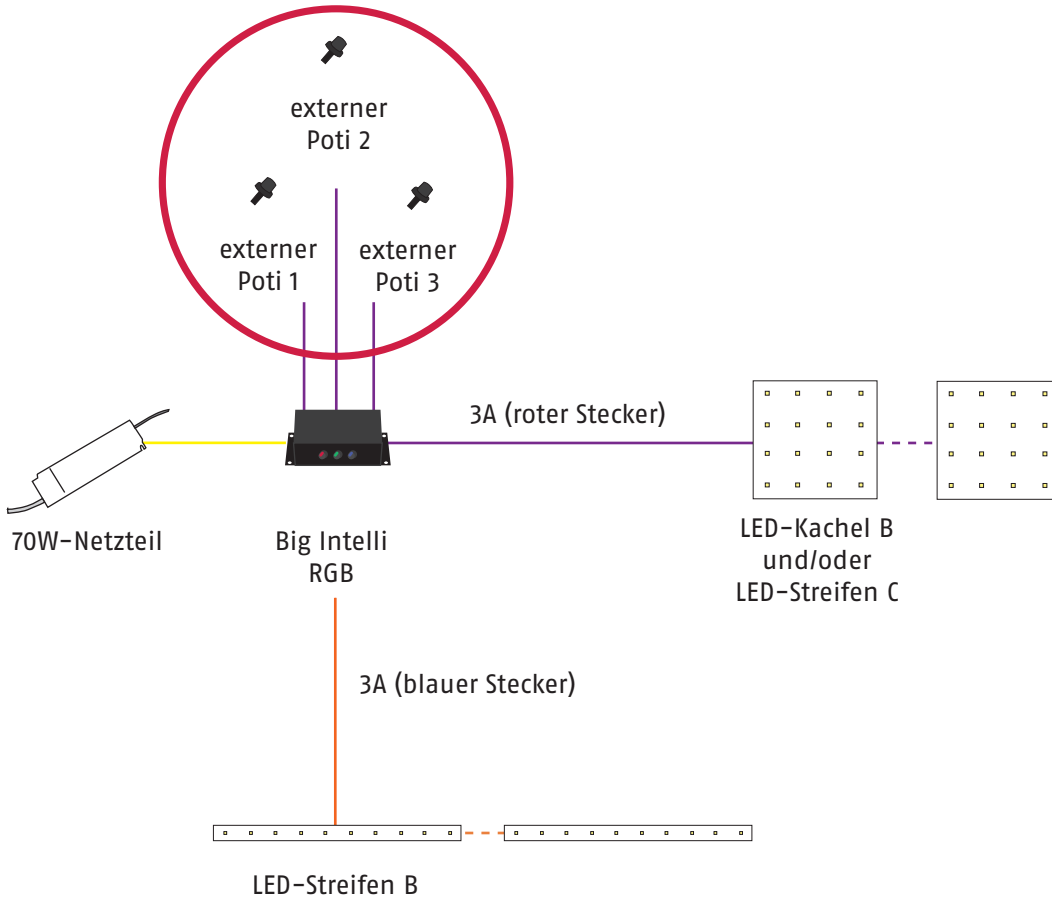 externer
Poti 2
externer
Poti 1
externer
Poti 3
3A (roter Stecker)
70W-Netzteil
Big Intelli
RGB
LED-Kachel B
und/oder
LED-Streifen C
3A (blauer Stecker)
LED-Streifen B